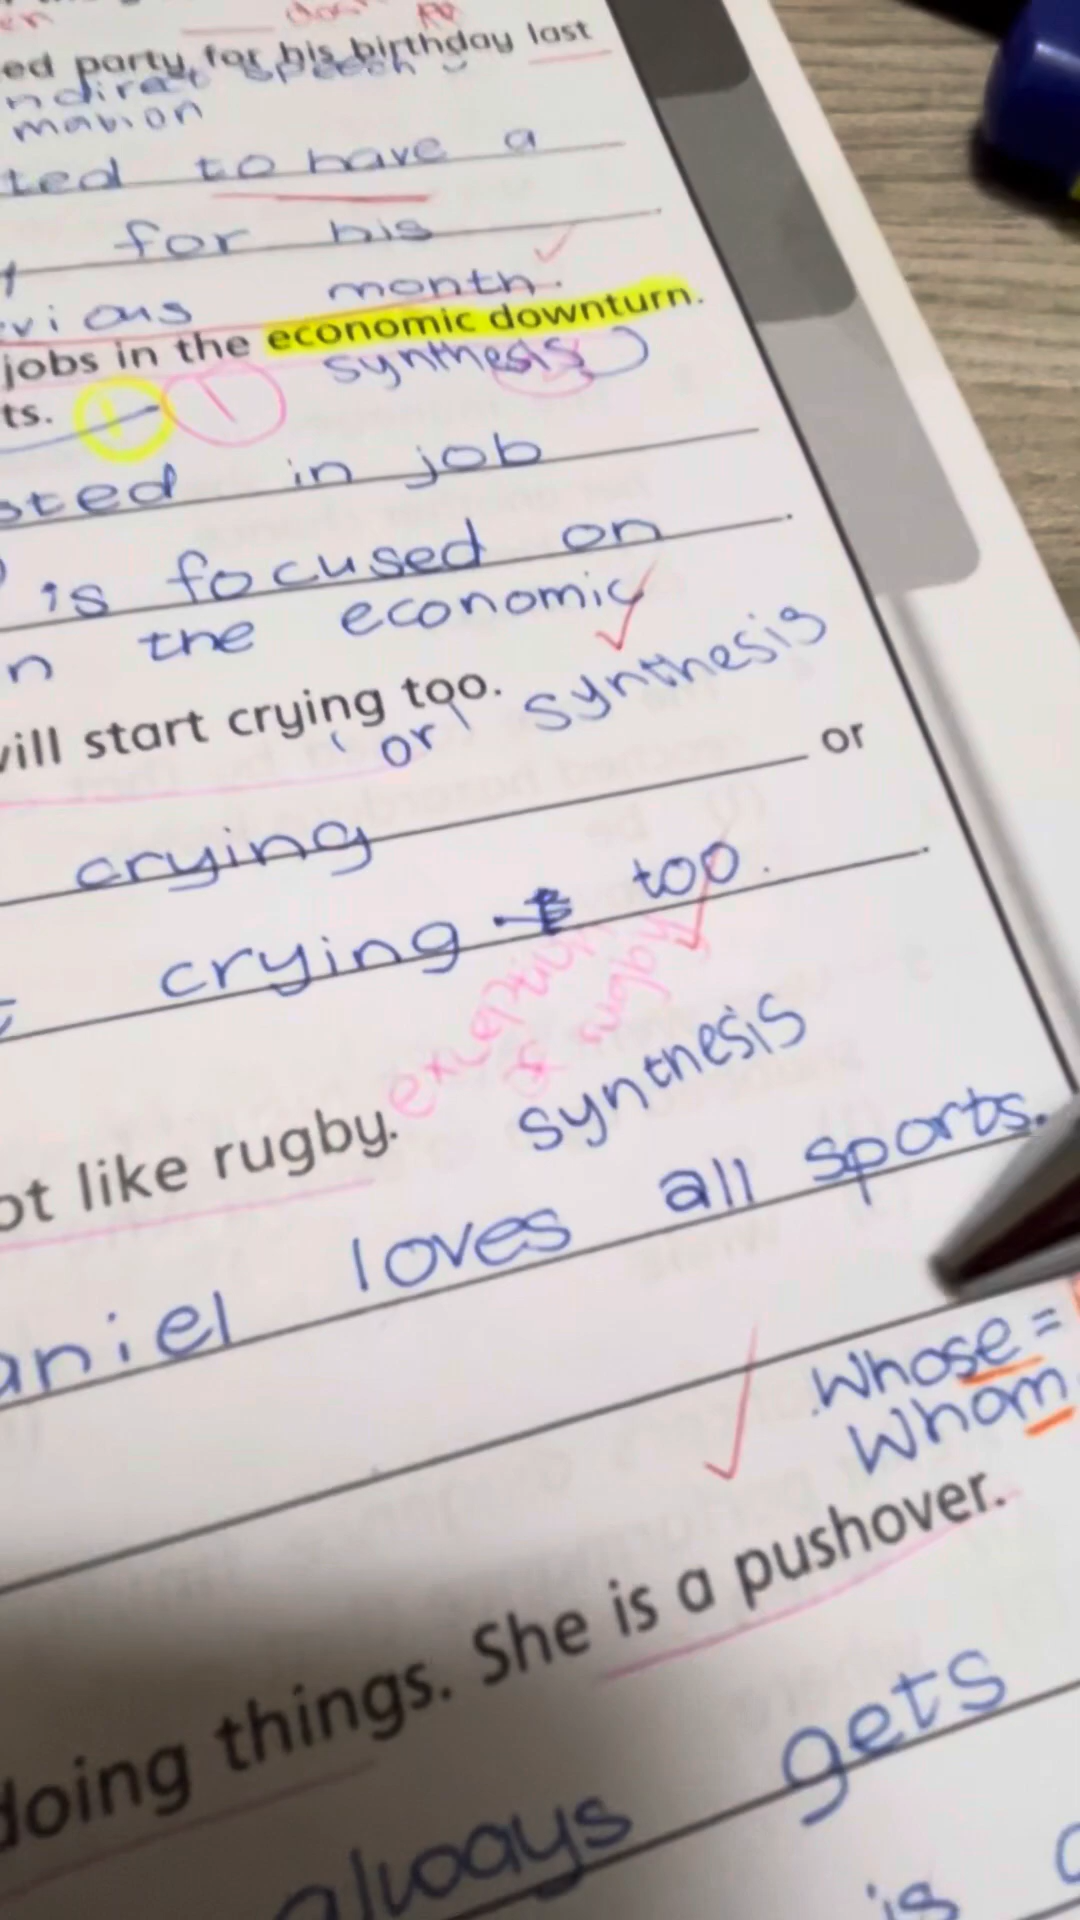 ed party for his birthday last
indirect speech
mation
ted to have a
for his
month.
jobs in the economic downturn.
synthesis
ts.
sted in job
is focused on
n the economic
will start crying too.
'or' synthesis
or
crying
crying too.
exception
of rugby
ot like rugby.
synthesis
aniel loves all sports.
Whose =
Whom
doing things. She is a pushover.
always gets
is